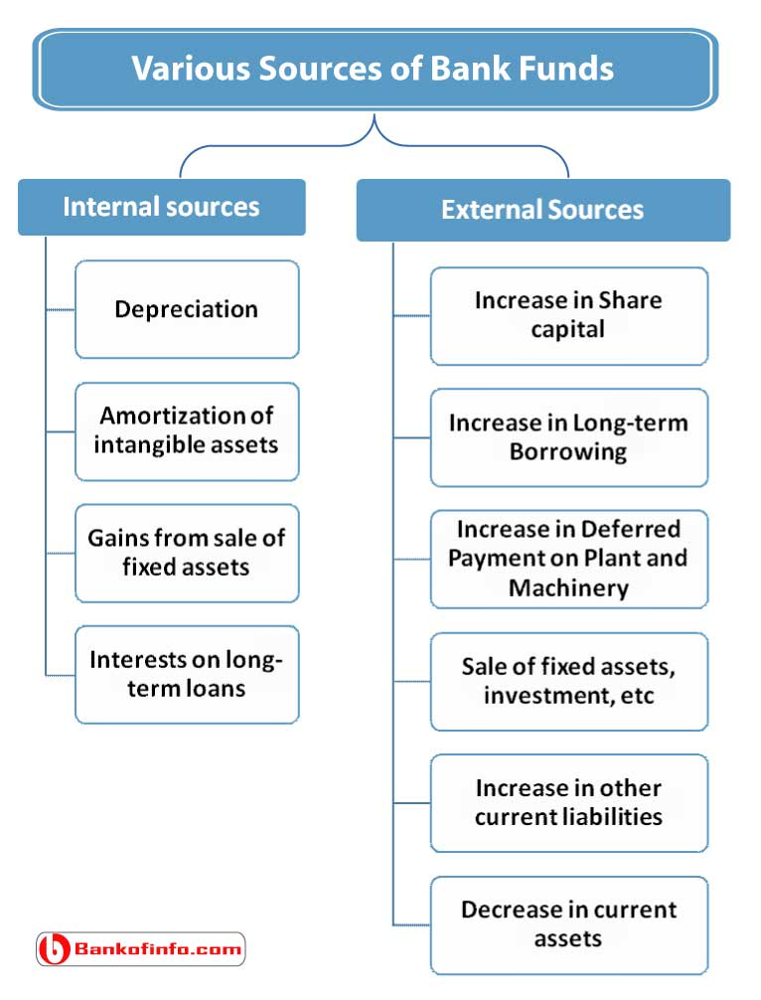 Various Sources of Bank Funds
Internal sources
Depreciation
Amortization of
intangible assets
Gains from sale of
fixed assets
Interests on long-
term loans
External Sources
Increase in Share
capital
Increase in Long-term
Borrowing
Increase in Deferred
Payment on Plant and
Machinery
Sale of fixed assets,
investment, etc
Increase in other
current liabilities
Decrease in current
assets
Bankofinfo.com